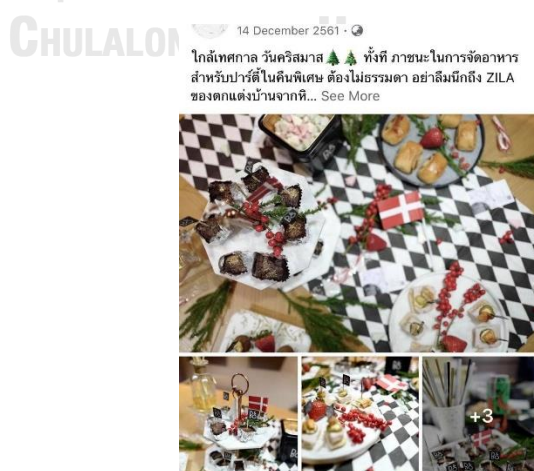 CHULALON
14 December 2561
ใกล้เทศกาล วันคริสมาส🎄🎄 ทั้งที ภาชนะในการจัดอาหาร
สำหรับปาร์ตี้ในคืนพิเศษ ต้องไม่ธรรมดา อย่าลืมนึกถึง ZILA
ของตกแต่งบ้านจากหิ... See More
+3